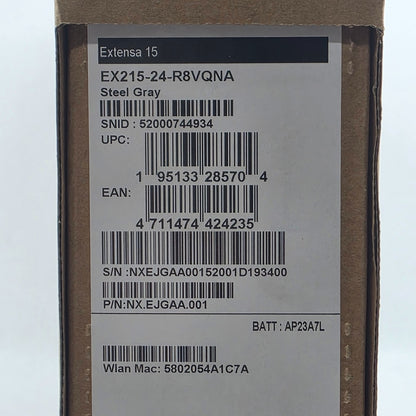 Extensa 15
EX215-24-R8VQNA
Steel Gray
SNID : 52000744934
UPC:
1 95133 28570 4
EAN:
4 711474 424235
S/N :NXEJGAA00152001D193400
P/N:NX.EJGAA.001
BATT : AP23A7L
Wlan Mac: 5802054A1C7A